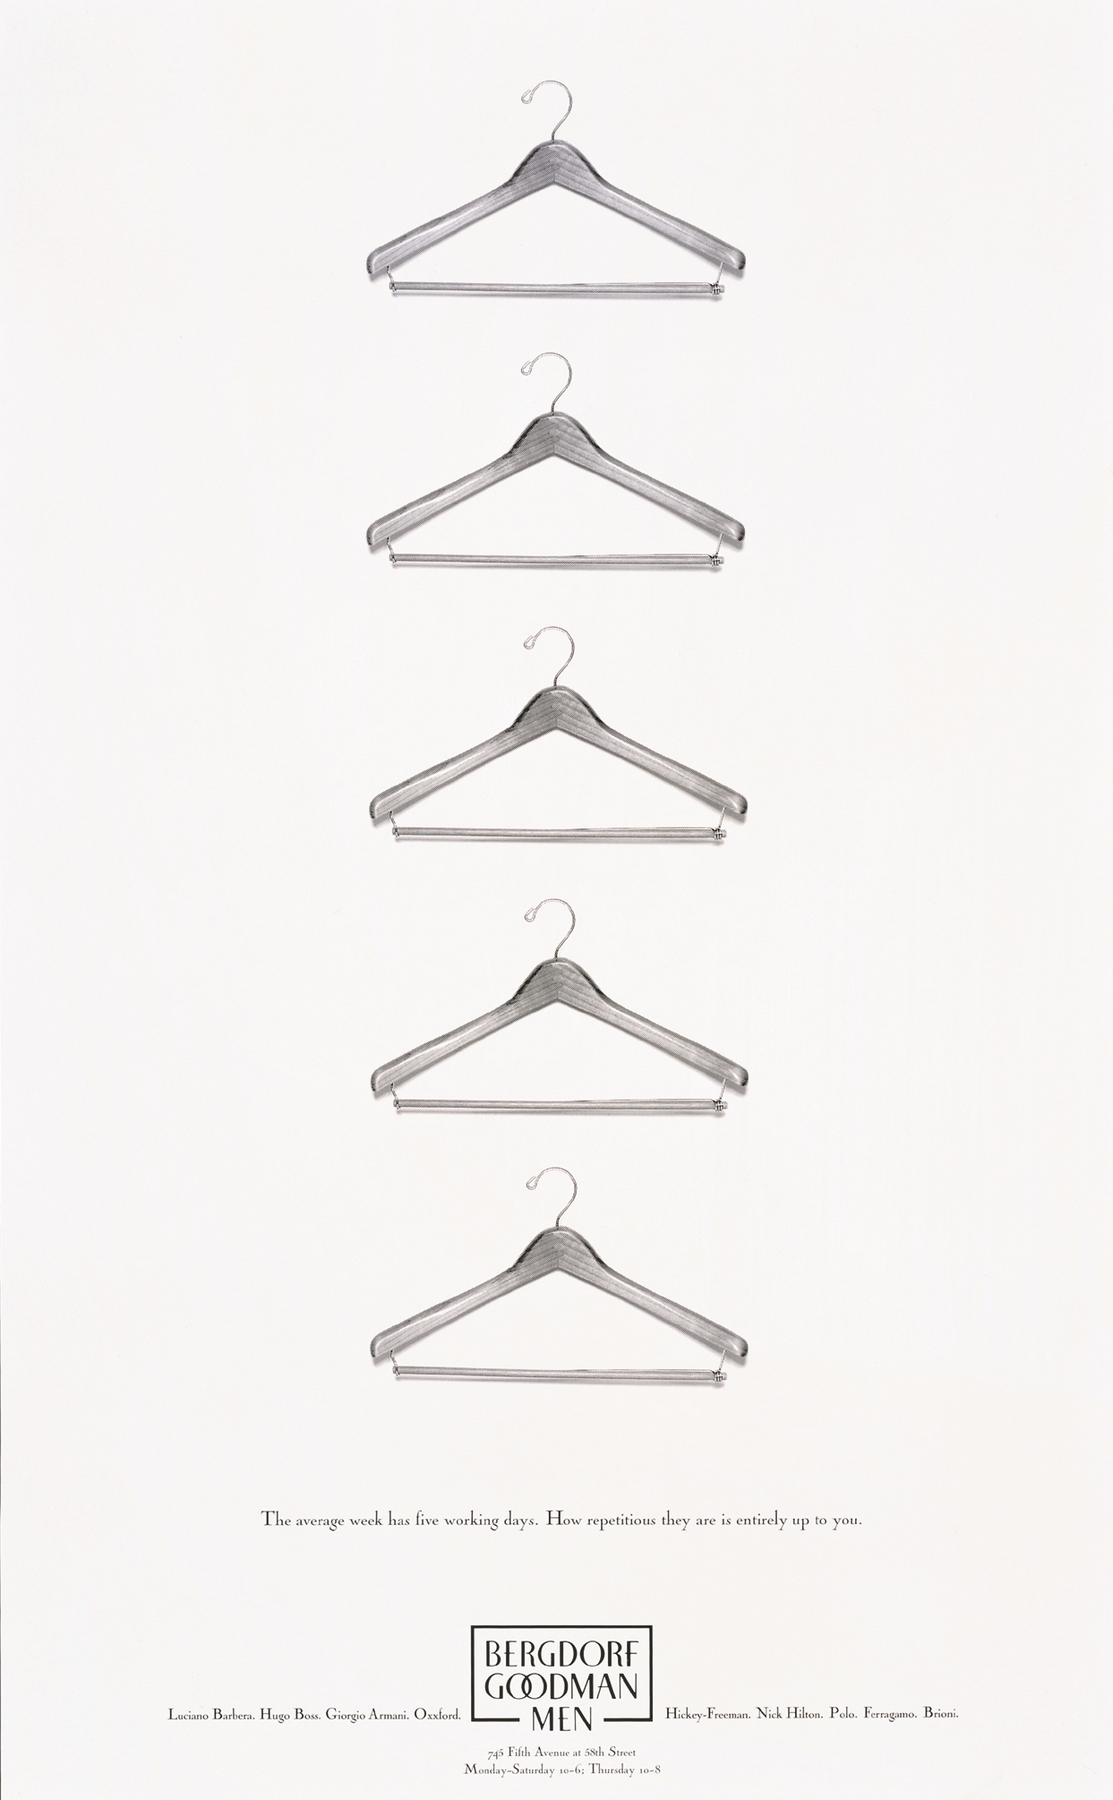 The average week has five working days. How repetitious they are is entirely up to you.
BERGDORF
GOODMAN
MEN
Luciano Barbera. Hugo Boss. Giorgio Armani. Oxxford.
Hickey-Freeman. Nick Hilton. Polo. Ferragamo. Brioni.
745 Fifth Avenue at 58th Street
Monday-Saturday 10-6; Thursday 10-8